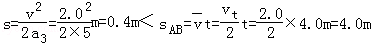 s=v²/2a₃=2.0²/2×5m=0.4m< s_AB=v̄t=v_t/2 t=2.0/2×4.0m=4.0m